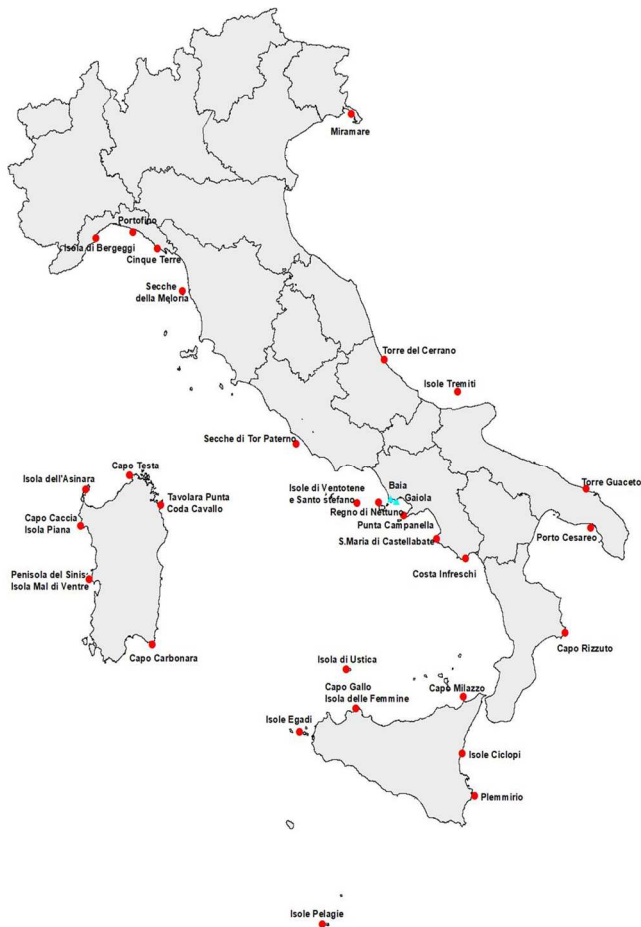 Miramare
Portofino
Isola di Bergeggi
Cinque Terre
Secche
della Meloria
Torre del Cerrano
Isole Tremiti
Secche di Tor Paterno
Capo Testa
Isola dell'Asinara
Tavolara Punta
Coda Cavallo
Capo Caccia
Isola Piana
Isole di Ventotene
e Santo stefano
Baia
Gaiola
Regno di Nettuno
Punta Campanella
Torre Guaceto
Porto Cesareo
S.Maria di Castellabate
Costa Infreschi
Penisola del Sinis:
Isola Mal di Ventre
Capo Carbonara
Capo Rizzuto
Isola di Ustica
Capo Gallo
Isola delle Femmine
Capo Milazzo
Isole Egadi
Isole Ciclopi
Plemmirio
Isole Pelagie